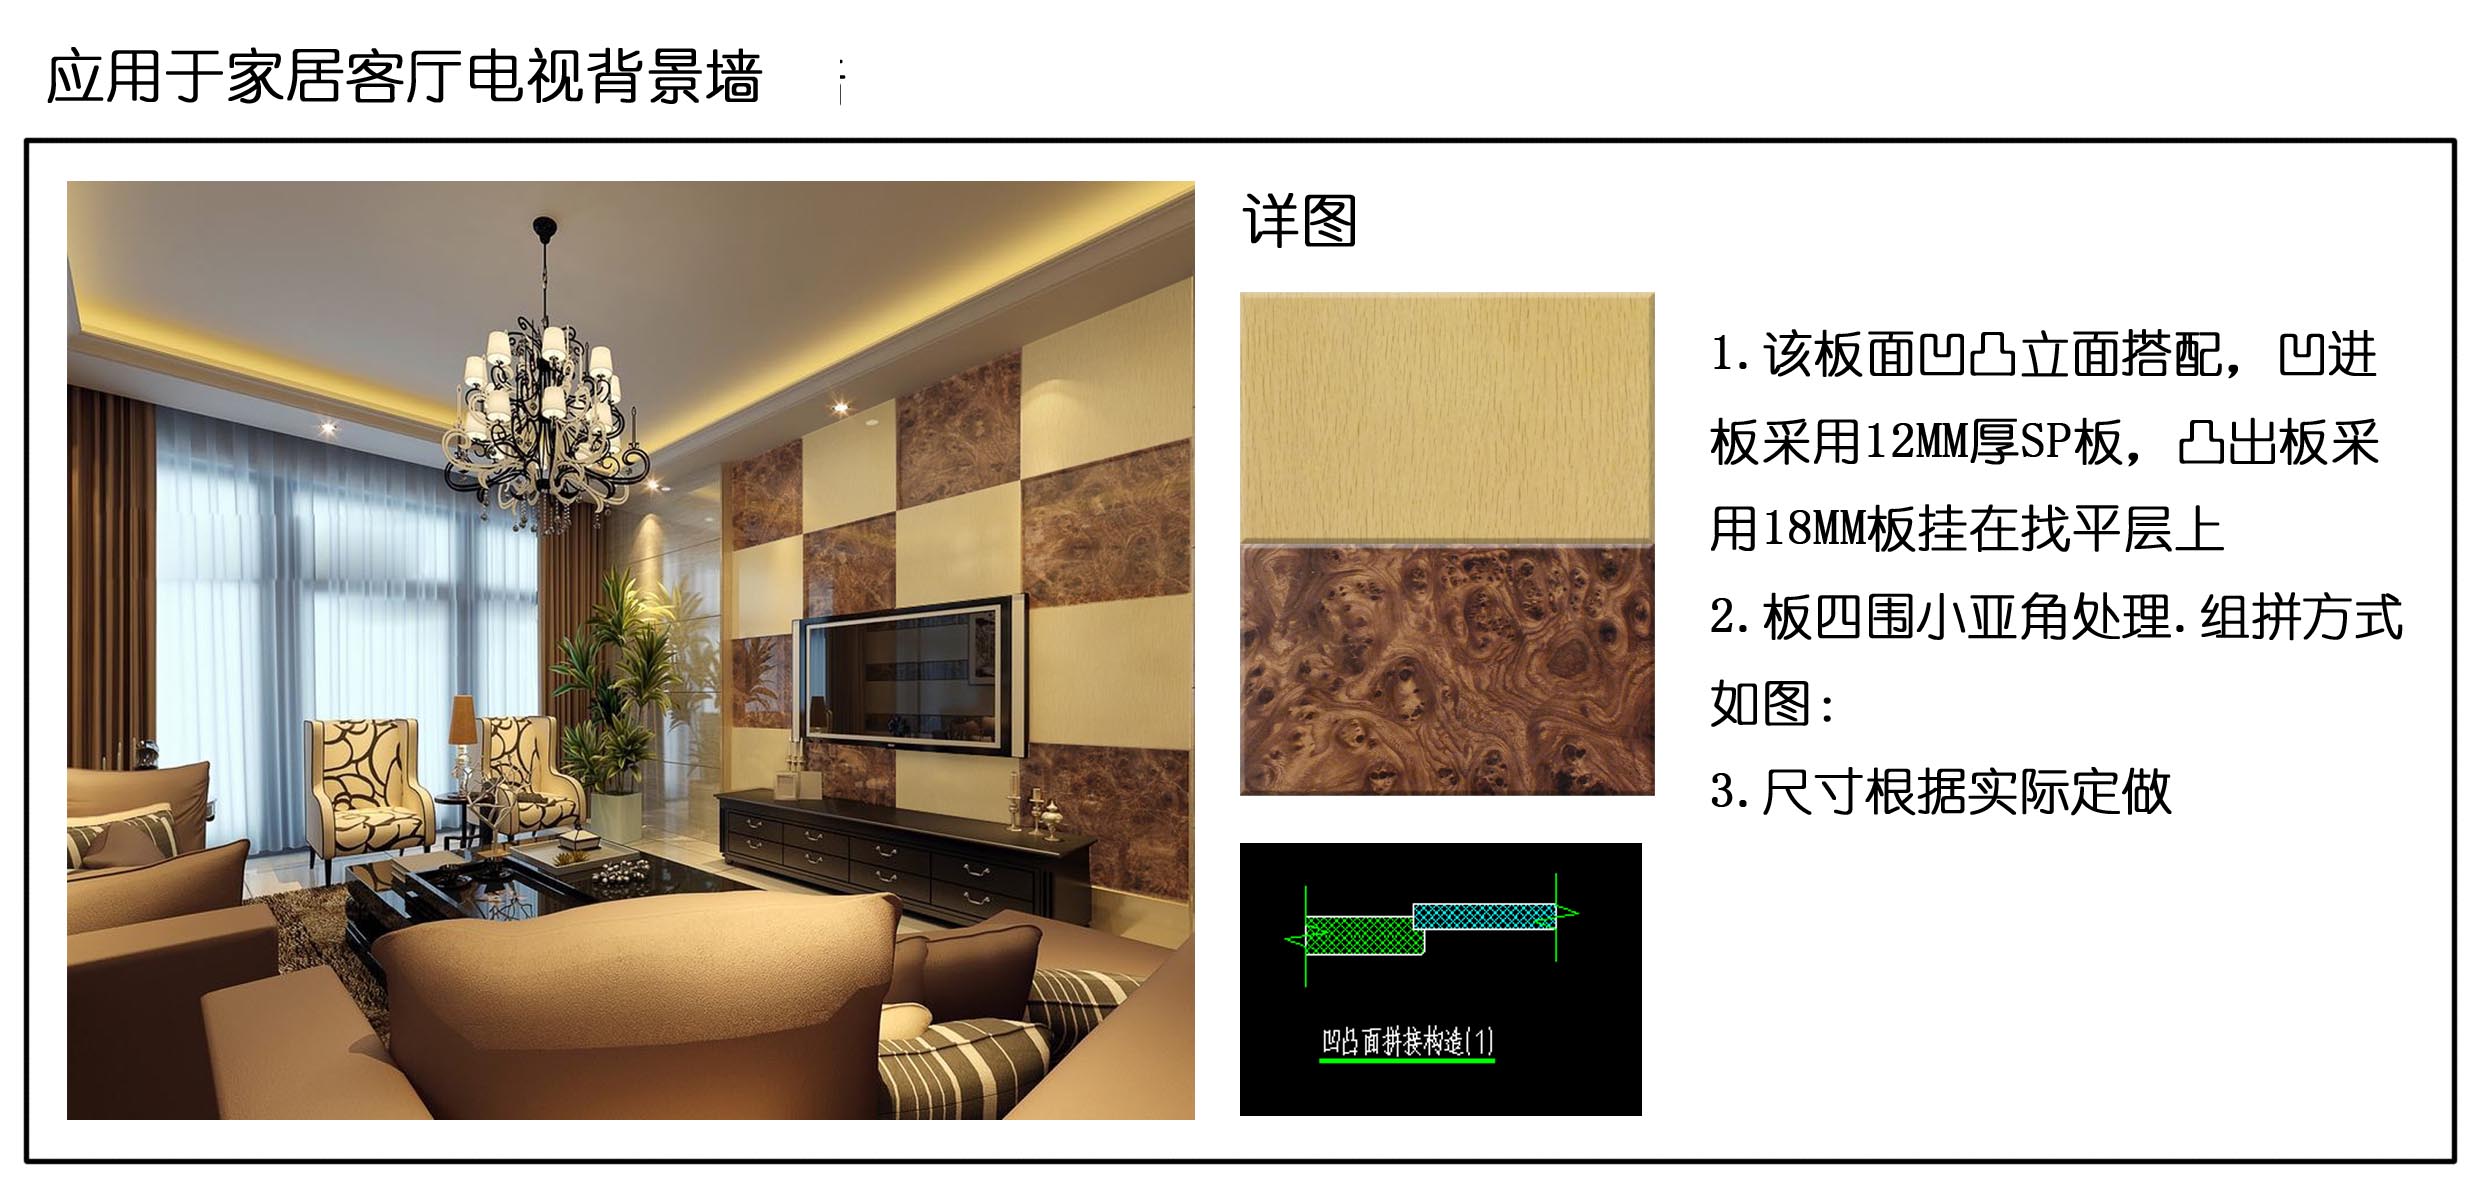 应用于家居客厅电视背景墙
详图
1.该板面凹凸立面搭配，凹进
板采用12MM厚SP板，凸出板采
用18MM板挂在找平层上
2.板四围小亚角处理.组拼方式
如图：
3.尺寸根据实际定做
凹凸面拼接构造(1)